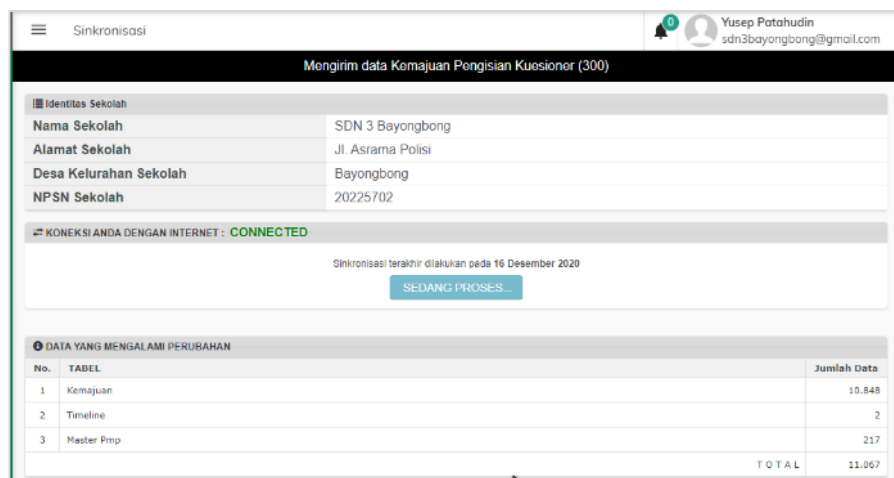 Sinkronisasi
0
Yusep Patahudin
sdn3bayongbong@gmail.com
Mengirim data Kemajuan Pengisian Kuesioner (300)
Identitas Sekolah
Nama Sekolah SDN 3 Bayongbong
Alamat Sekolah Jl. Asrama Polisi
Desa Kelurahan Sekolah Bayongbong
NPSN Sekolah 20225702
KONEKSI ANDA DENGAN INTERNET : CONNECTED
Sinkronisasi terakhir dilakukan pada 16 Desember 2020
SEDANG PROSES...
DATA YANG MENGALAMI PERUBAHAN
No. TABEL Jumlah Data
1 Kemajuan 10.848
2 Timeline 2
3 Master Pmp 217
TOTAL 11.067